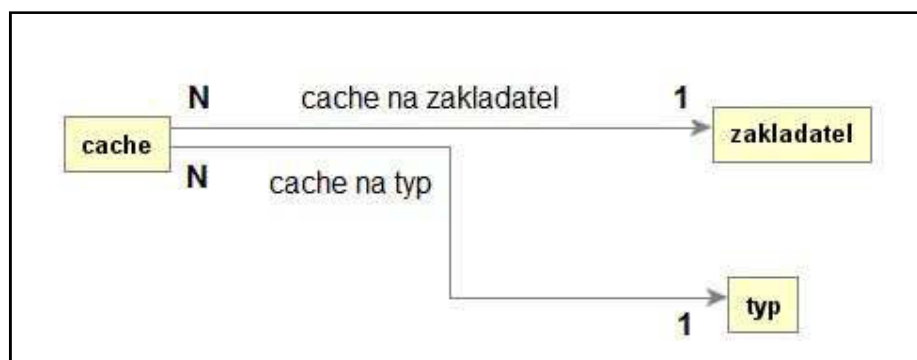 N
cache na zakladatel
1
cache
zakladatel
N
cache na typ
typ
1